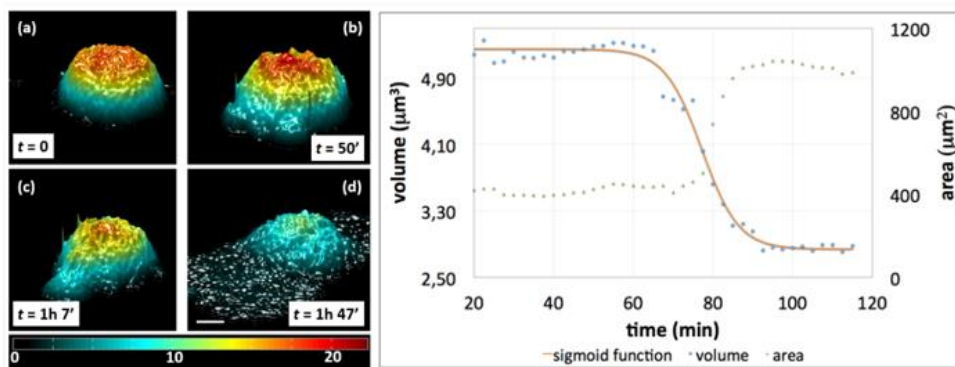 (a)
(b)
t = 0
t = 50′
(c)
(d)
t = 1h 7′
t = 1h 47′
0 10 20
volume (µm³)
4,90
4,10
3,30
2,50
1200
800
400
0
area (µm²)
20 40 60 80 100 120
time (min)
sigmoid function volume area